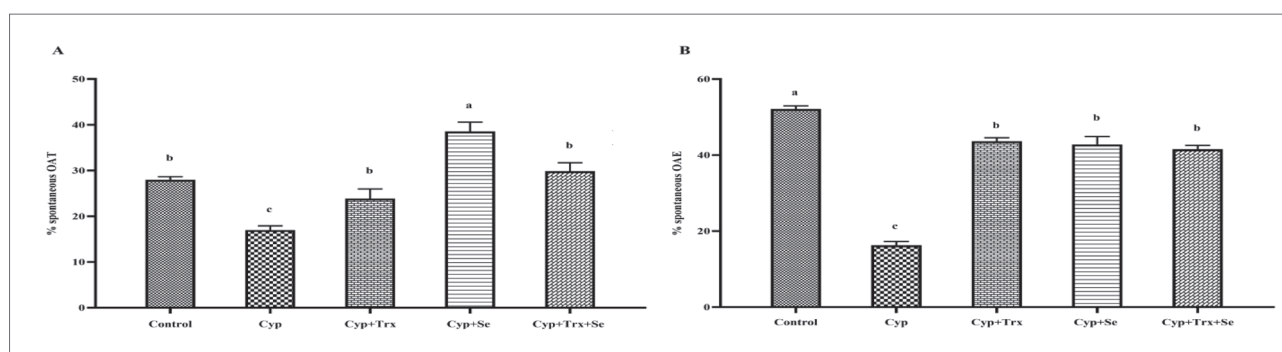 A
% spontaneous OAT
50
40
30
20
10
0
b
c
b
a
b
Control
Cyp
Cyp+Trx
Cyp+Se
Cyp+Trx+Se
B
% spontaneous OAE
60
40
20
0
a
c
b
b
b
Control
Cyp
Cyp+Trx
Cyp+Se
Cyp+Trx+Se